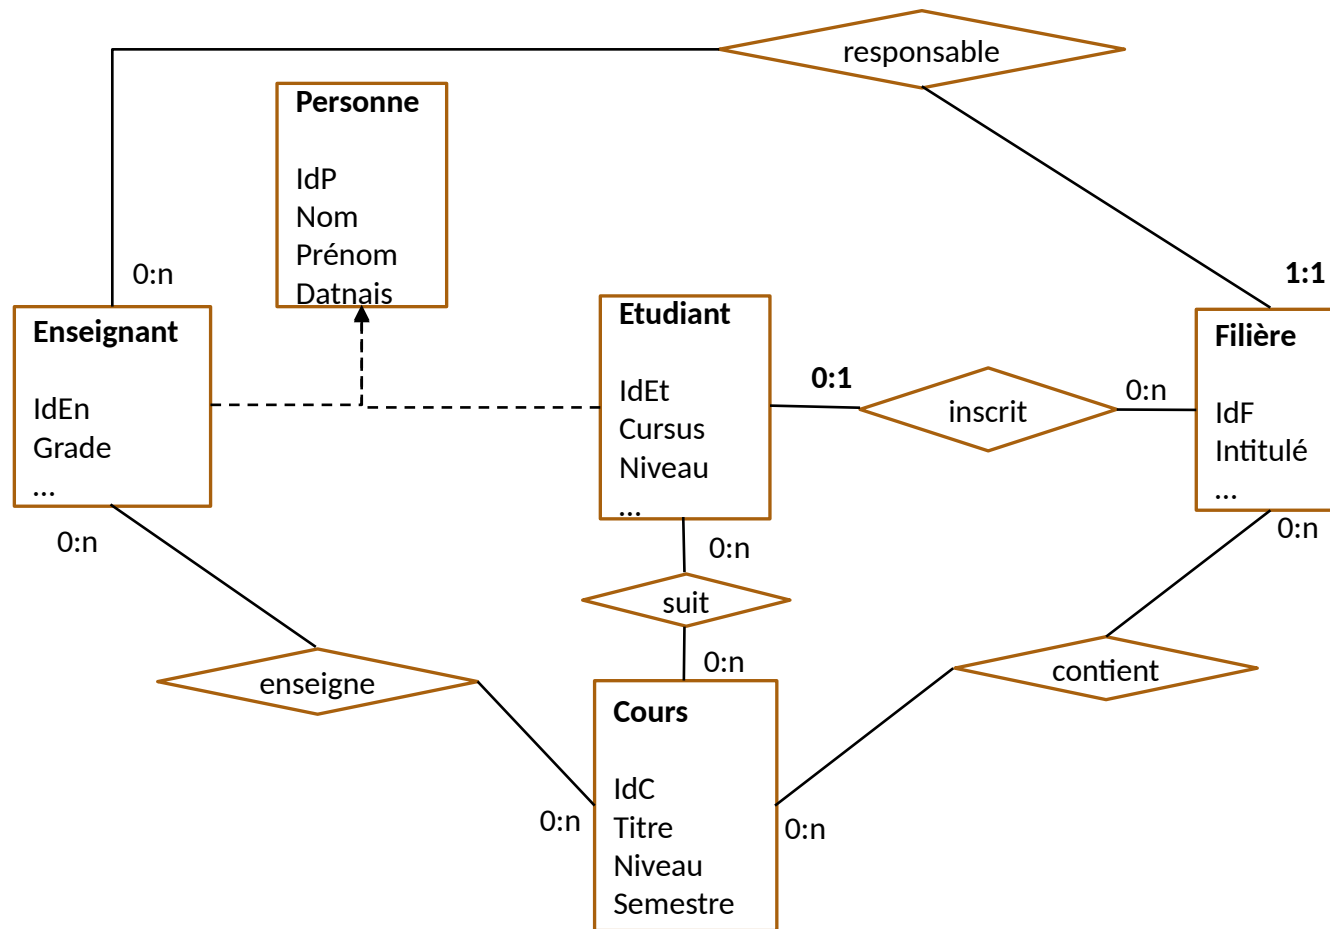 responsable
Personne
IdP
Nom
Prénom
Datnais
0:n
1:1
Enseignant
IdEn
Grade
...
Etudiant
IdEt
Cursus
Niveau
...
0:1
inscrit
0:n
Filière
IdF
Intitulé
...
0:n
0:n
0:n
suit
0:n
enseigne
contient
Cours
IdC
Titre
Niveau
Semestre
0:n
0:n